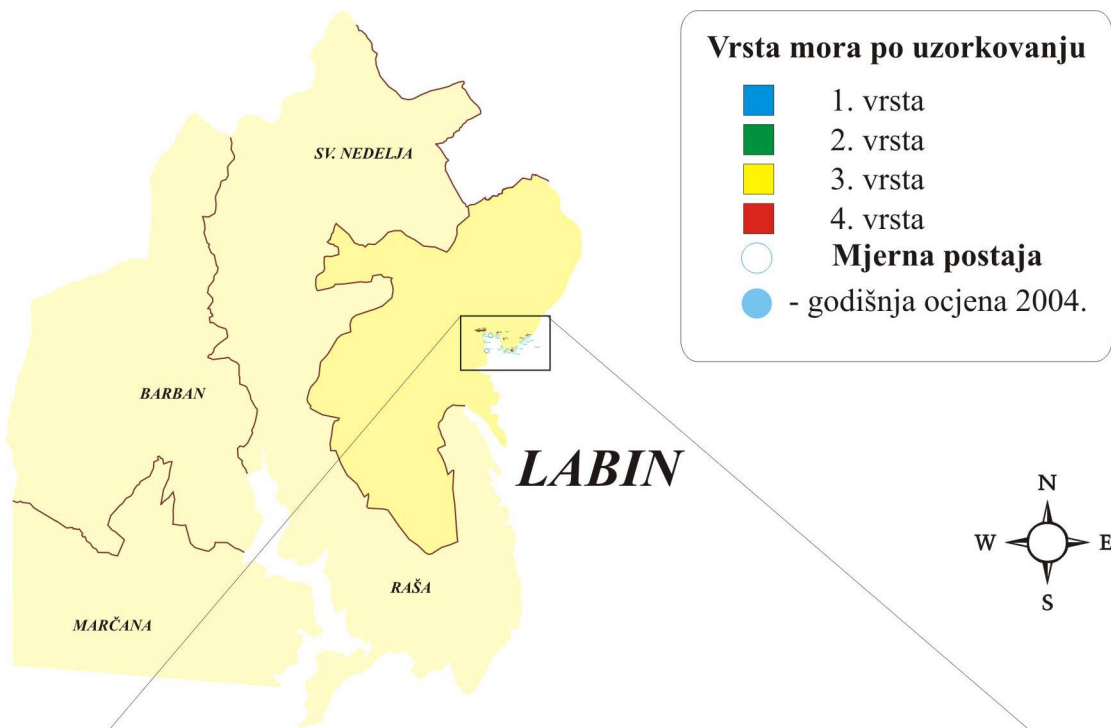 Vrsta mora po uzorkovanju
1. vrsta
2. vrsta
3. vrsta
4. vrsta
Mjerna postaja
- godišnja ocjena 2004.
SV. NEDELJA
BARBAN
LABIN
RAŠA
MARČANA
N
W E
S